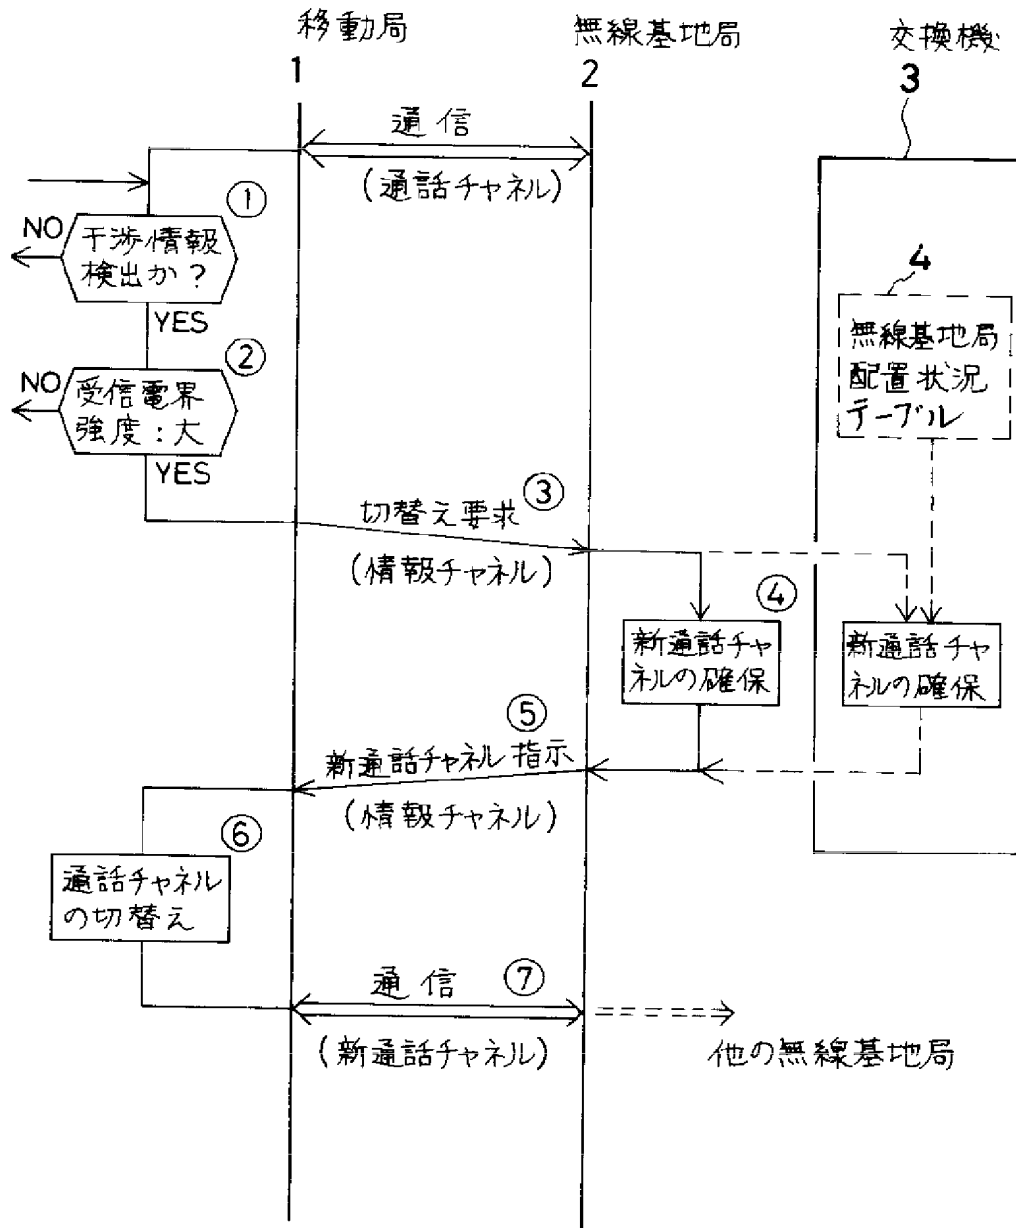 移動局
無線基地局
交換機
1
2
3
通信
(通話チャネル)
①
NO
干渉情報
検出か？
YES
4
無線基地局
配置状況
テーブル
②
NO
受信電界
強度：大
YES
③
切替え要求
(情報チャネル)
④
新通話チャ
ネルの確保
新通話チャ
ネルの確保
⑤
新通話チャネル指示
(情報チャネル)
⑥
通話チャネル
の切替え
通信
⑦
(新通話チャネル)
他の無線基地局